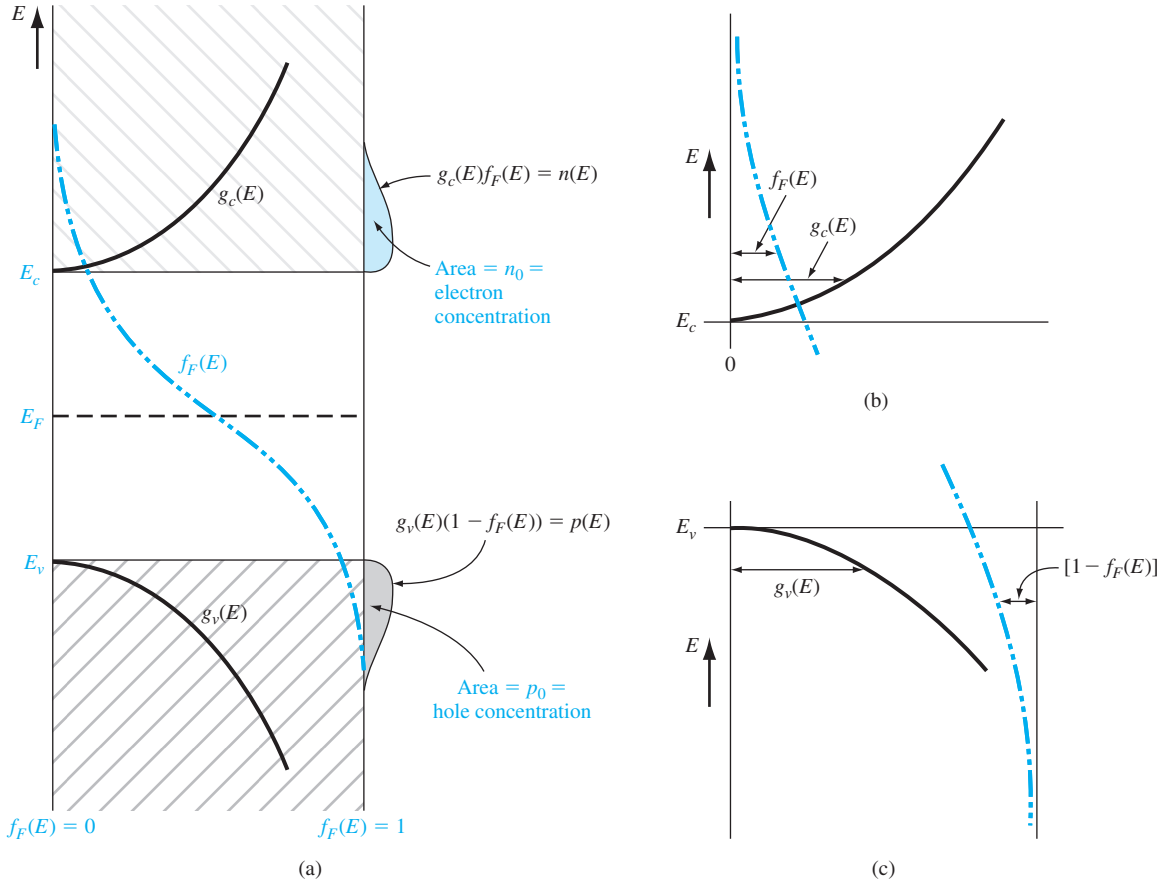 E
g_c(E)
g_c(E)f_F(E) = n(E)
E_c
Area = n_0 =
electron
concentration
f_F(E)
E_F
g_v(E)(1 − f_F(E)) = p(E)
E_v
g_v(E)
Area = p_0 =
hole concentration
f_F(E) = 0
f_F(E) = 1
(a)
E
f_F(E)
g_c(E)
E_c
0
(b)
E_v
g_v(E)
[1 − f_F(E)]
E
(c)